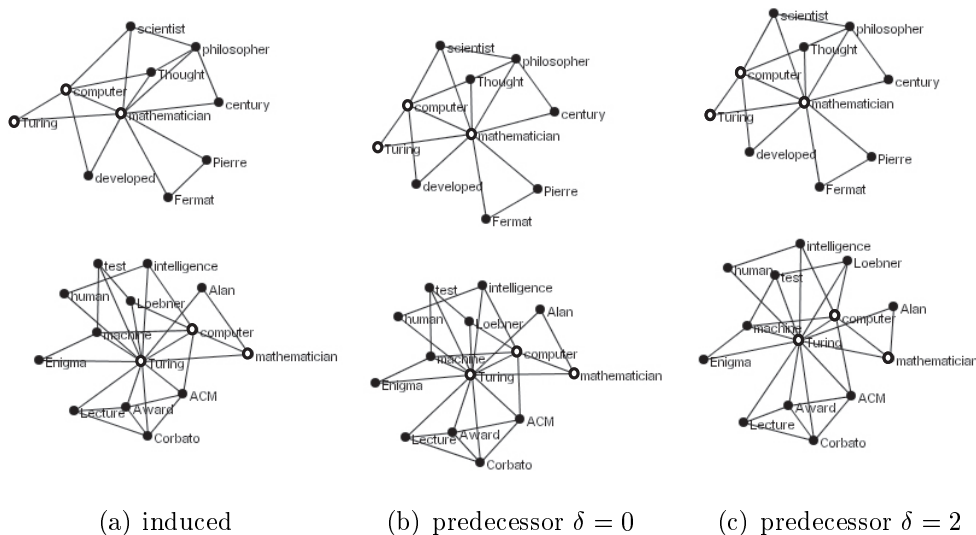 scientist
philosopher
Thought
computer
century
mathematician
Turing
Pierre
developed
Fermat
scientist
philosopher
Thought
computer
century
mathematician
Turing
developed
Pierre
Fermat
scientist
philosopher
Thought
computer
century
mathematician
Turing
developed
Pierre
Fermat
test
intelligence
human
Loebner
Alan
machine
computer
Enigma
Turing
mathematician
ACM
Lecture
Award
Corbato
test
intelligence
human
Loebner
Alan
machine
computer
Enigma
Turing
mathematician
Lecture
Award
ACM
Corbato
intelligence
human
test
Loebner
Alan
machine
computer
Turing
Enigma
mathematician
Award
ACM
Lecture
Corbato
(a) induced
(b) predecessor δ = 0
(c) predecessor δ = 2